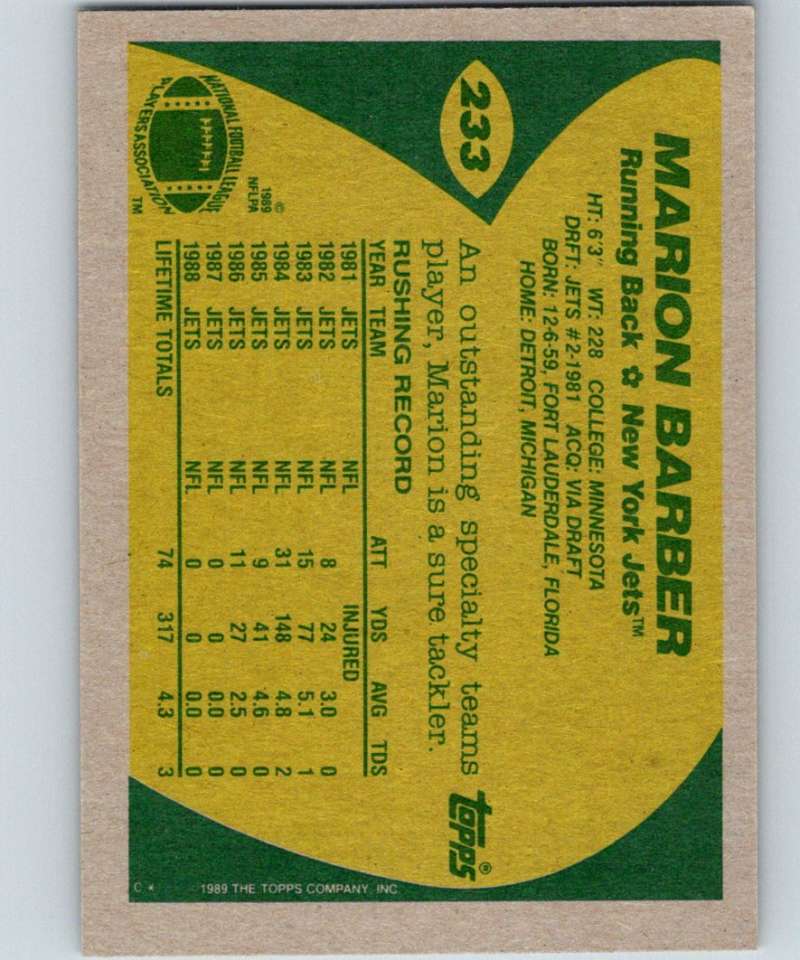 233
MARION BARBER
Running Back ✿ New York Jets™
HT: 6'3" WT: 228 COLLEGE: MINNESOTA
DRFT: JETS #2-1981 ACQ: VIA DRAFT
BORN: 12-6-59, FORT LAUDERDALE, FLORIDA
HOME: DETROIT, MICHIGAN
An outstanding specialty teams
player, Marion is a sure tackler.
topps®
RUSHING RECORD
YEAR TEAM ATT YDS AVG TDS
1981 JETS NFL INJURED
1982 JETS NFL 8 24 3.0 0
1983 JETS NFL 15 77 5.1 1
1984 JETS NFL 31 148 4.8 2
1985 JETS NFL 9 41 4.6 0
1986 JETS NFL 11 27 2.5 0
1987 JETS NFL 0 0 0.0 0
1988 JETS NFL 0 0 0.0 0
LIFETIME TOTALS 74 317 4.3 3
NATIONAL FOOTBALL LEAGUE
PLAYERS ASSOCIATION
TM
©
1989
NFLPA
C * 1989 THE TOPPS COMPANY, INC